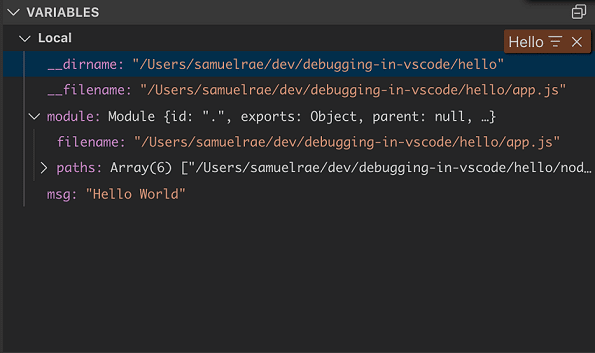 VARIABLES
Local
Hello
__dirname: "/Users/samuelrae/dev/debugging-in-vscode/hello"
__filename: "/Users/samuelrae/dev/debugging-in-vscode/hello/app.js"
module: Module {id: ".", exports: Object, parent: null, …}
filename: "/Users/samuelrae/dev/debugging-in-vscode/hello/app.js"
paths: Array(6) ["/Users/samuelrae/dev/debugging-in-vscode/hello/nod…
msg: "Hello World"